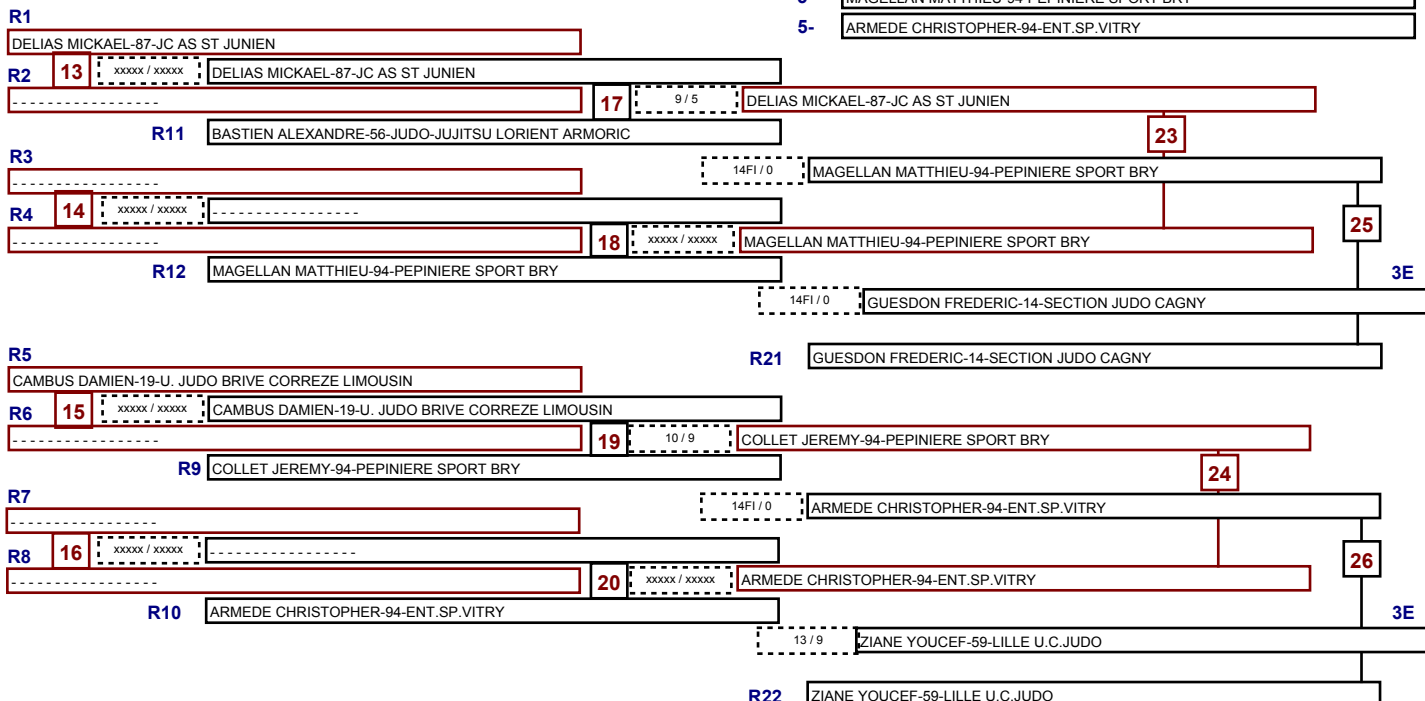 5- MAGELLAN MATTHIEU-94-PEPINIERE SPORT BRY
R1
5- ARMEDE CHRISTOPHER-94-ENT.SP.VITRY
DELIAS MICKAEL-87-JC AS ST JUNIEN
R2 13 xxxxx / xxxxx DELIAS MICKAEL-87-JC AS ST JUNIEN
- - - - - - - - - - - - - - - - - 17 9 / 5 DELIAS MICKAEL-87-JC AS ST JUNIEN
R11 BASTIEN ALEXANDRE-56-JUDO-JUJITSU LORIENT ARMORIC 23
R3
14FI / 0 MAGELLAN MATTHIEU-94-PEPINIERE SPORT BRY
- - - - - - - - - - - - - - - - -
R4 14 xxxxx / xxxxx - - - - - - - - - - - - - - - - - 25
- - - - - - - - - - - - - - - - - 18 xxxxx / xxxxx MAGELLAN MATTHIEU-94-PEPINIERE SPORT BRY
R12 MAGELLAN MATTHIEU-94-PEPINIERE SPORT BRY 3E
14FI / 0 GUESDON FREDERIC-14-SECTION JUDO CAGNY
R5
R21 GUESDON FREDERIC-14-SECTION JUDO CAGNY
CAMBUS DAMIEN-19-U. JUDO BRIVE CORREZE LIMOUSIN
R6 15 xxxxx / xxxxx CAMBUS DAMIEN-19-U. JUDO BRIVE CORREZE LIMOUSIN
- - - - - - - - - - - - - - - - - 19 10 / 9 COLLET JEREMY-94-PEPINIERE SPORT BRY
R9 COLLET JEREMY-94-PEPINIERE SPORT BRY 24
R7
14FI / 0 ARMEDE CHRISTOPHER-94-ENT.SP.VITRY
- - - - - - - - - - - - - - - - -
R8 16 xxxxx / xxxxx - - - - - - - - - - - - - - - - - 26
- - - - - - - - - - - - - - - - - 20 xxxxx / xxxxx ARMEDE CHRISTOPHER-94-ENT.SP.VITRY
R10 ARMEDE CHRISTOPHER-94-ENT.SP.VITRY 3E
13 / 9 ZIANE YOUCEF-59-LILLE U.C.JUDO
R22 ZIANE YOUCEF-59-LILLE U.C.JUDO